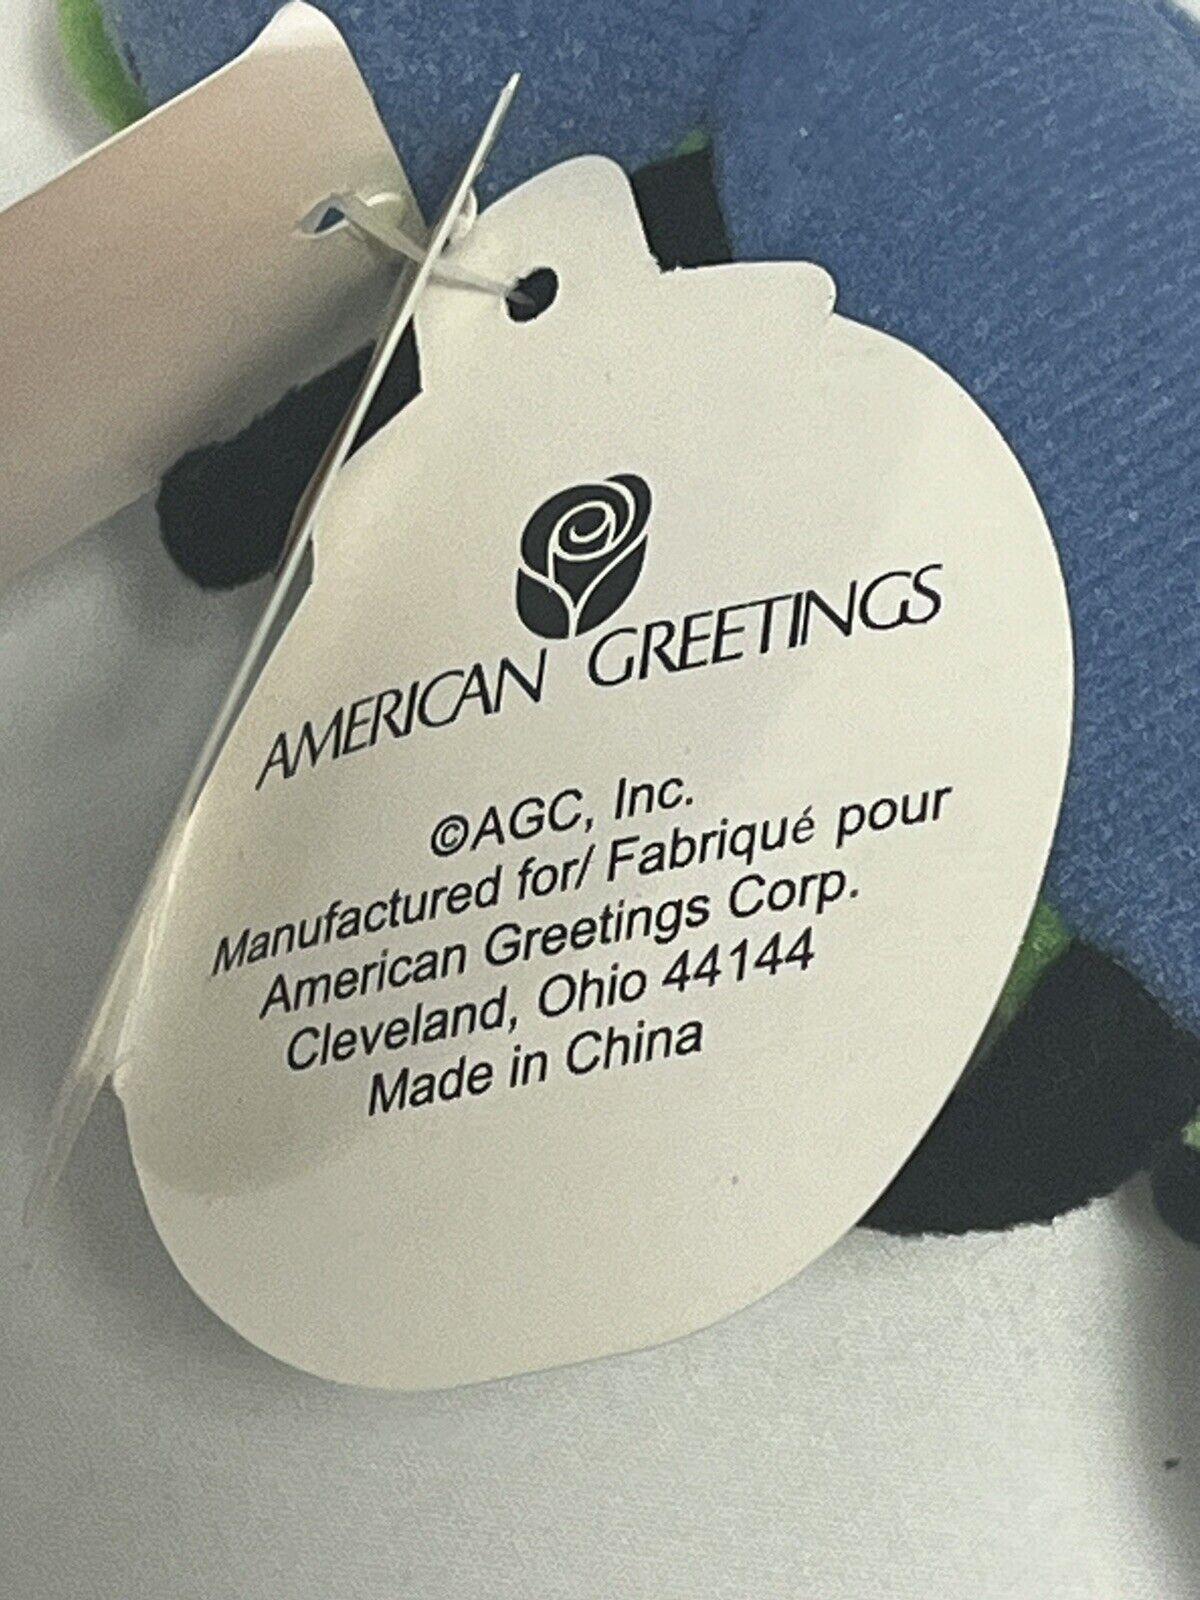 AMERICAN GREETINGS
©AGC, Inc.
Manufactured for/ Fabriqué pour
American Greetings Corp.
Cleveland, Ohio 44144
Made in China